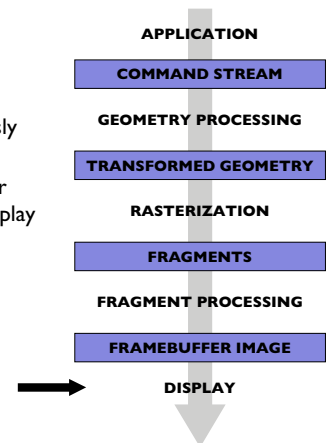 APPLICATION
COMMAND STREAM
GEOMETRY PROCESSING
TRANSFORMED GEOMETRY
RASTERIZATION
FRAGMENTS
FRAGMENT PROCESSING
FRAMEBUFFER IMAGE
DISPLAY